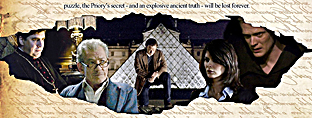 puzzle, the Priory's secret - and an explosive ancient truth - will be lost forever.